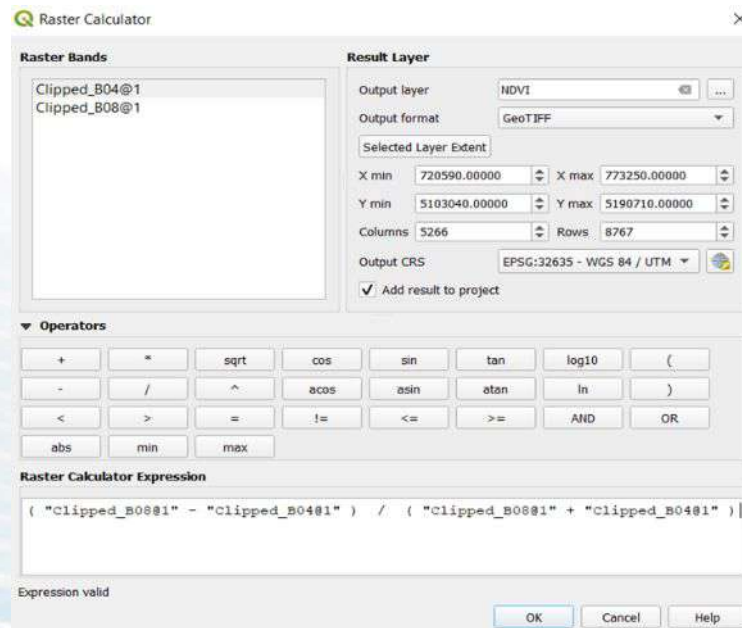 Raster Calculator
Raster Bands
Clipped_B04@1
Clipped_B08@1
Result Layer
Output layer NDVI ...
Output format GeoTIFF
Selected Layer Extent
X min 720590.00000 X max 773250.00000
Y min 5103040.00000 Y max 5190710.00000
Columns 5266 Rows 8767
Output CRS EPSG:32635 - WGS 84 / UTM
Add result to project
Operators
+ * sqrt cos sin tan log10 (
- / ^ acos asin atan ln )
< > = != <= >= AND OR
abs min max
Raster Calculator Expression
( "Clipped_B08@1" - "Clipped_B04@1" ) / ( "Clipped_B08@1" + "Clipped_B04@1" )
Expression valid
OK Cancel Help